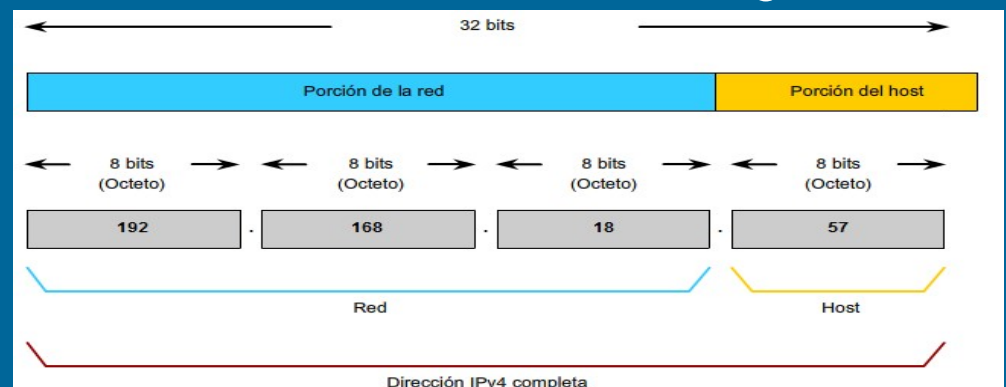 32 bits
Porción de la red Porción del host
8 bits 8 bits 8 bits 8 bits
(Octeto) (Octeto) (Octeto) (Octeto)
192 . 168 . 18 . 57
Red Host
Dirección IPv4 completa